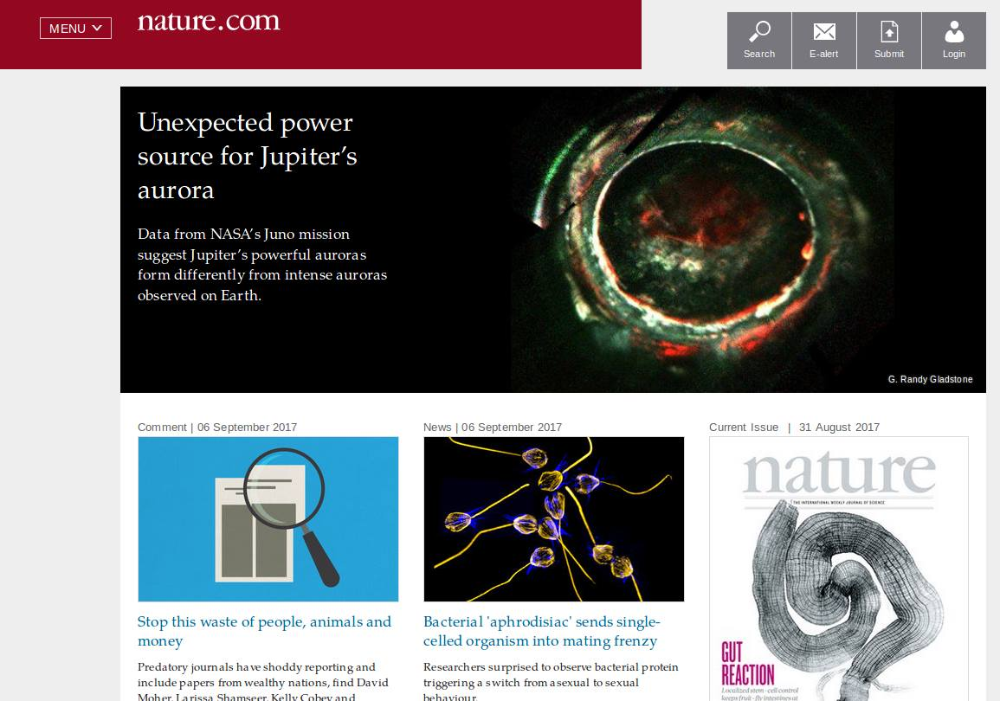 MENU
nature.com
Search
E-alert
Submit
Login
Unexpected power
source for Jupiter's
aurora
Data from NASA's Juno mission
suggest Jupiter's powerful auroras
form differently from intense auroras
observed on Earth.
G. Randy Gladstone
Comment | 06 September 2017
Stop this waste of people, animals and
money
Predatory journals have shoddy reporting and
include papers from wealthy nations, find David
Moher, Larissa Shamseer, Kelly Cobey and
News | 06 September 2017
Bacterial 'aphrodisiac' sends single-
celled organism into mating frenzy
Researchers surprised to observe bacterial protein
triggering a switch from asexual to sexual
behaviour.
Current Issue | 31 August 2017
nature
THE INTERNATIONAL WEEKLY JOURNAL OF SCIENCE
GUT
REACTION
Localized stem-cell control
keeps fruit-fly intestines at